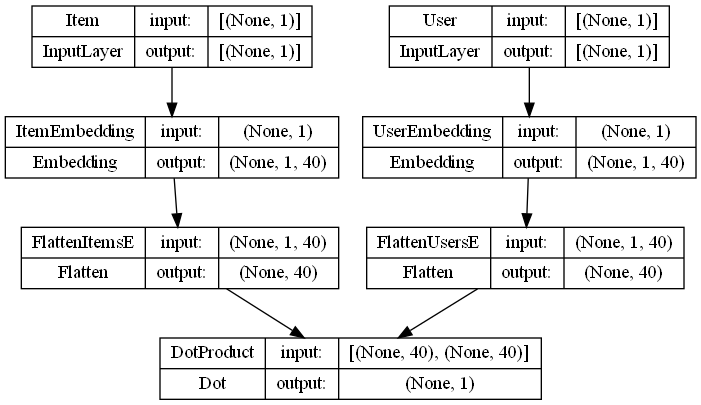 Item input: [(None, 1)]
InputLayer output: [(None, 1)]
User input: [(None, 1)]
InputLayer output: [(None, 1)]
ItemEmbedding input: (None, 1)
Embedding output: (None, 1, 40)
UserEmbedding input: (None, 1)
Embedding output: (None, 1, 40)
FlattenItemsE input: (None, 1, 40)
Flatten output: (None, 40)
FlattenUsersE input: (None, 1, 40)
Flatten output: (None, 40)
DotProduct input: [(None, 40), (None, 40)]
Dot output: (None, 1)